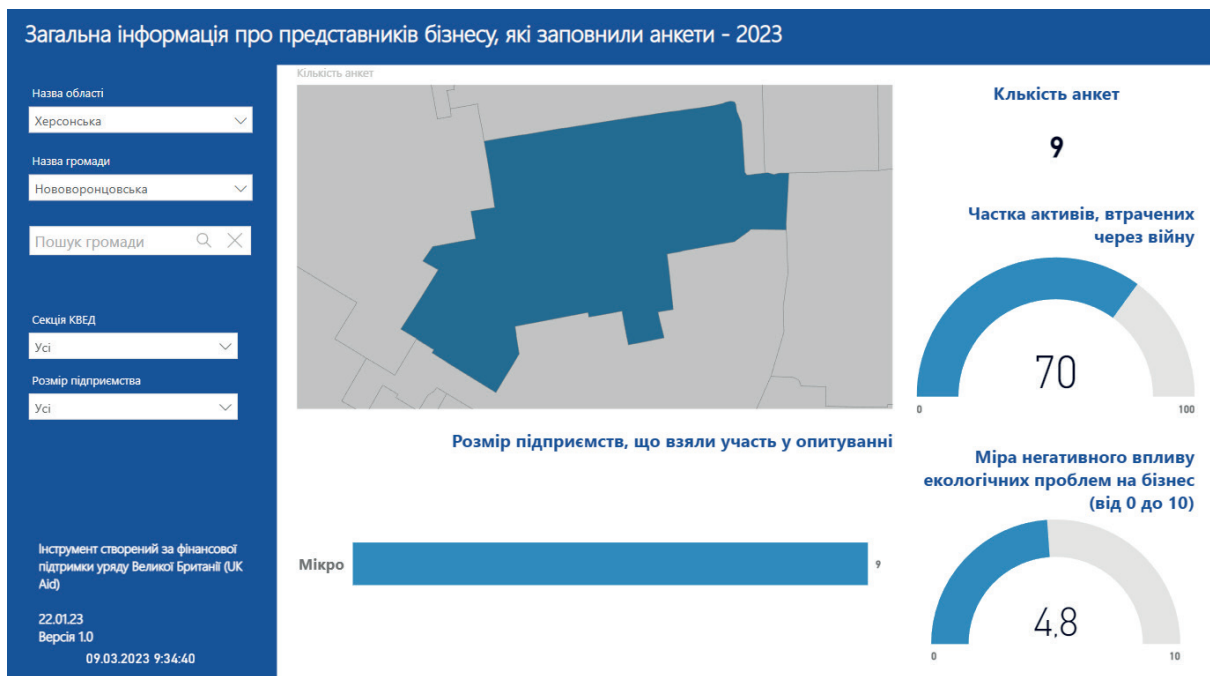 Загальна інформація про представників бізнесу, які заповнили анкети - 2023
Назва області
Херсонська
Назва громади
Нововоронцовська
Пошук громади
Секція КВЕД
Усі
Розмір підприємства
Усі
Інструмент створений за фінансової
підтримки уряду Великої Британії (UK
Aid)
22.01.23
Версія 1.0
09.03.2023 9:34:40
Кількість анкет
Розмір підприємств, що взяли участь у опитуванні
Мікро
9
Клькість анкет
9
Частка активів, втрачених
через війну
70
0
100
Міра негативного впливу
екологічних проблем на бізнес
(від 0 до 10)
4,8
0
10